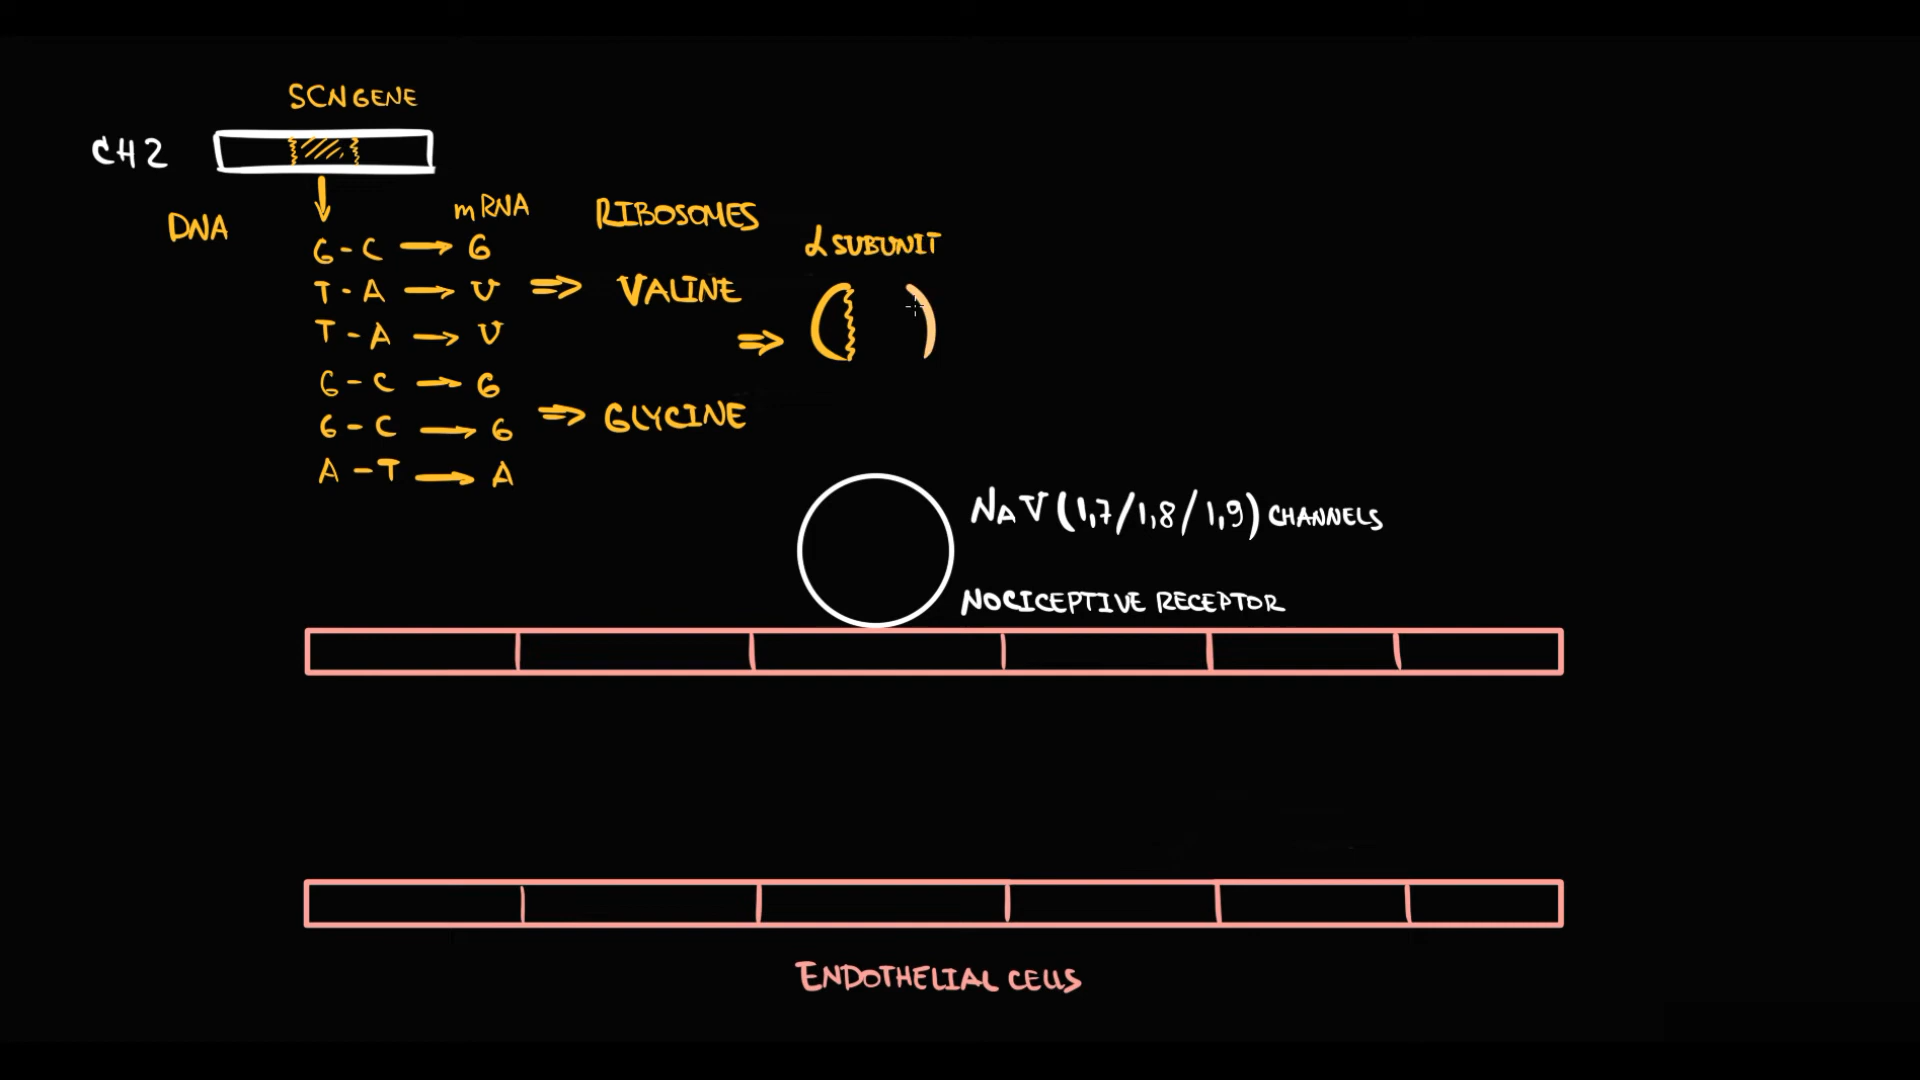 SCN GENE
CH2
DNA
mRNA
RIBOSOMES
α SUBUNIT
G - C → G
T - A → U
T - A → U
⇒ VALINE
⇒
G - C → G
G - C → G
A - T → A
⇒ GLYCINE
NaV (1,7/1,8/1,9) CHANNELS
NOCICEPTIVE RECEPTOR
ENDOTHELIAL CELLS